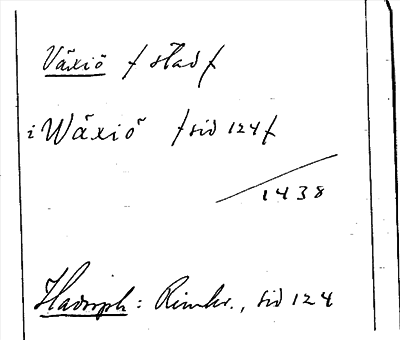 Växiö / stad /
i Wäxiö / sid 124 /
1438
Hadorph: Rimkr., sid 124